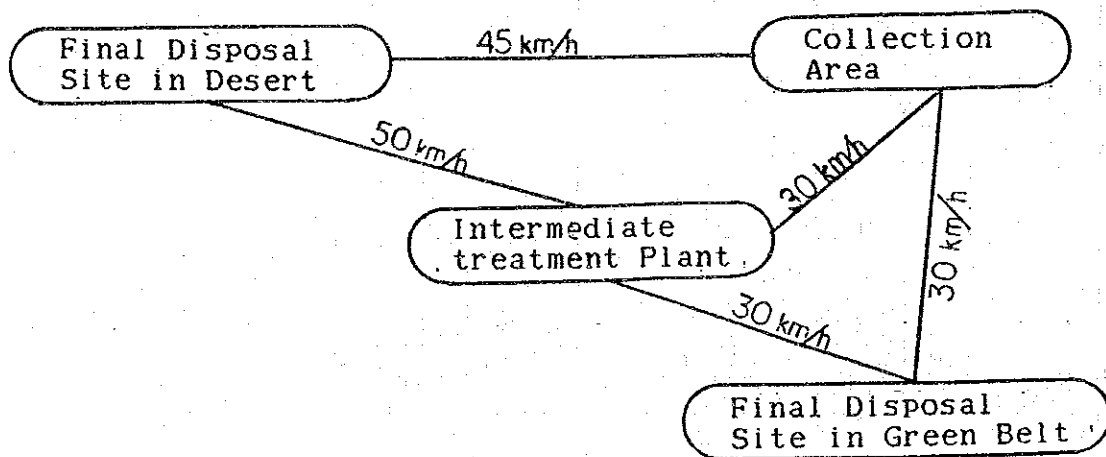 Final Disposal
Site in Desert
45 km/h
Collection
Area
50 km/h
30 km/h
Intermediate
treatment Plant
30 km/h
30 km/h
Final Disposal
Site in Green Belt